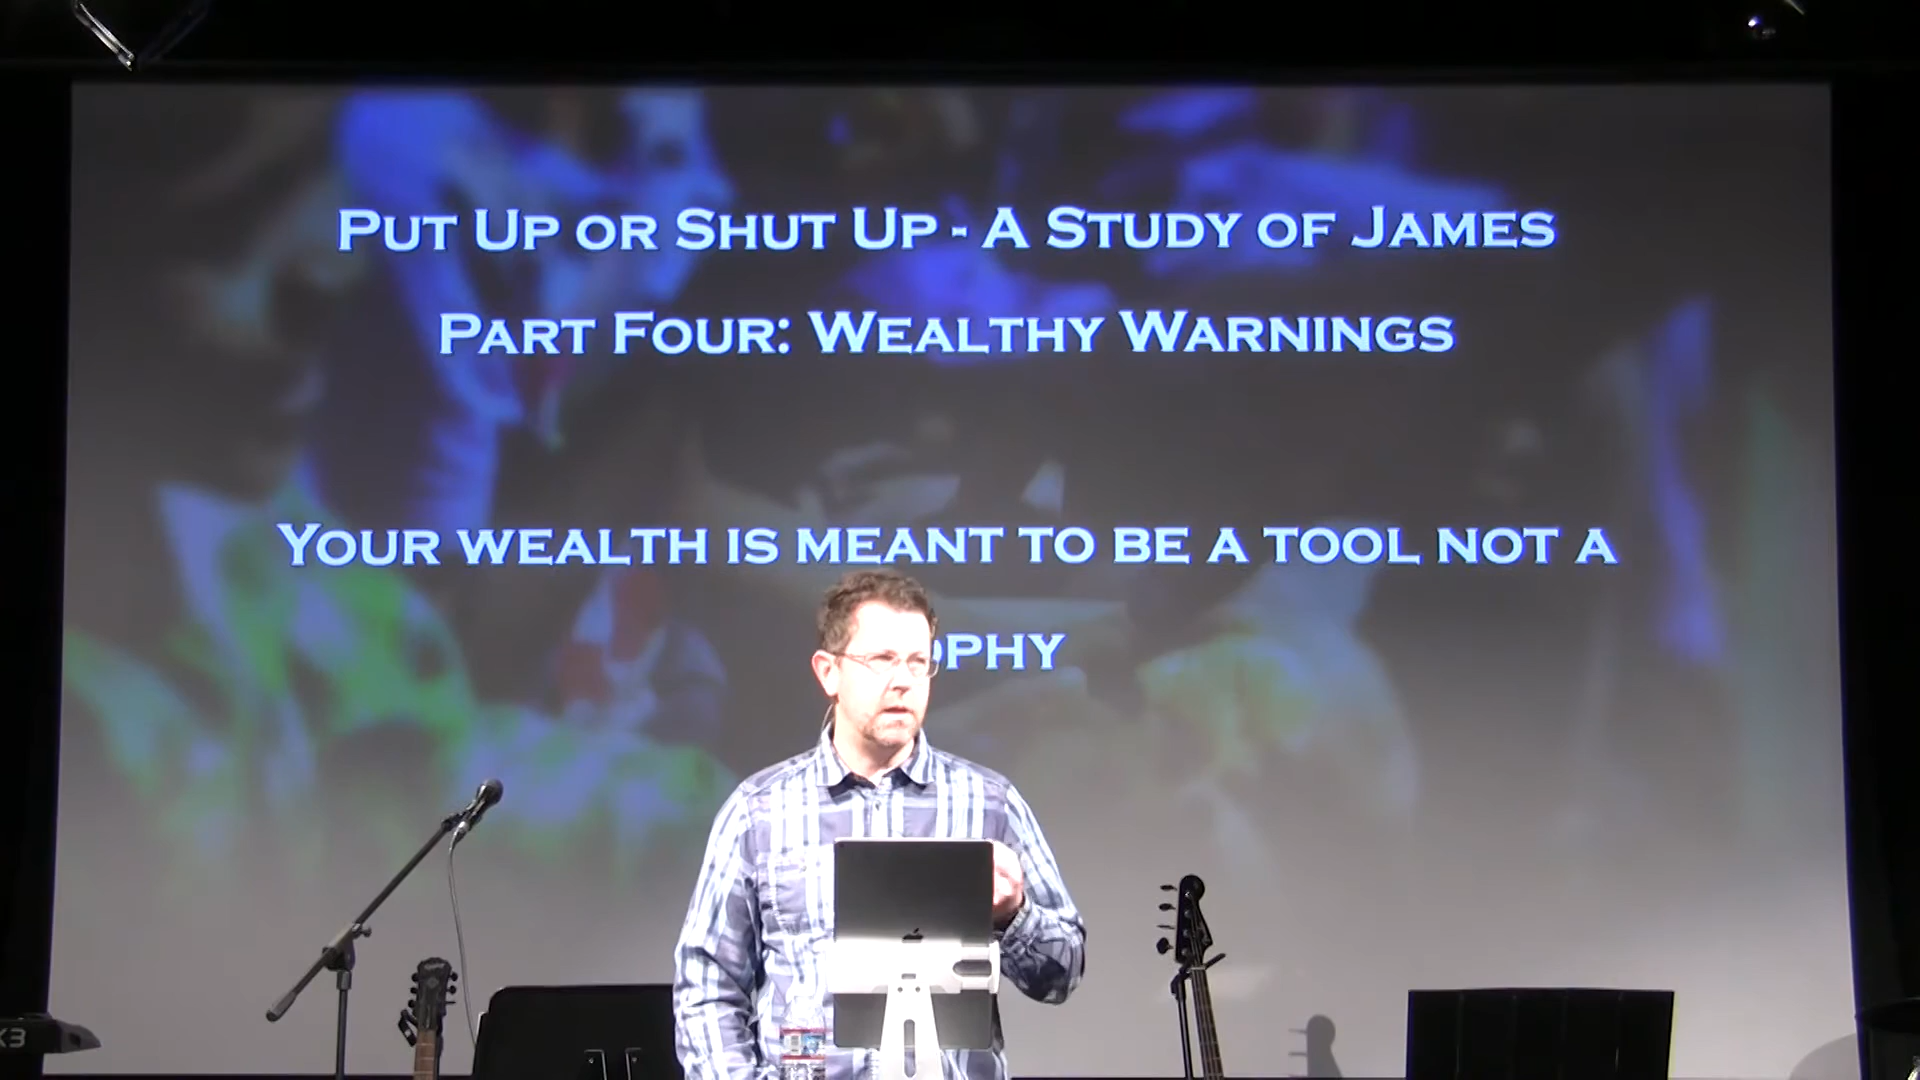 Put Up or Shut Up - A Study of James
Part Four: Wealthy Warnings
Your wealth is meant to be a tool not a